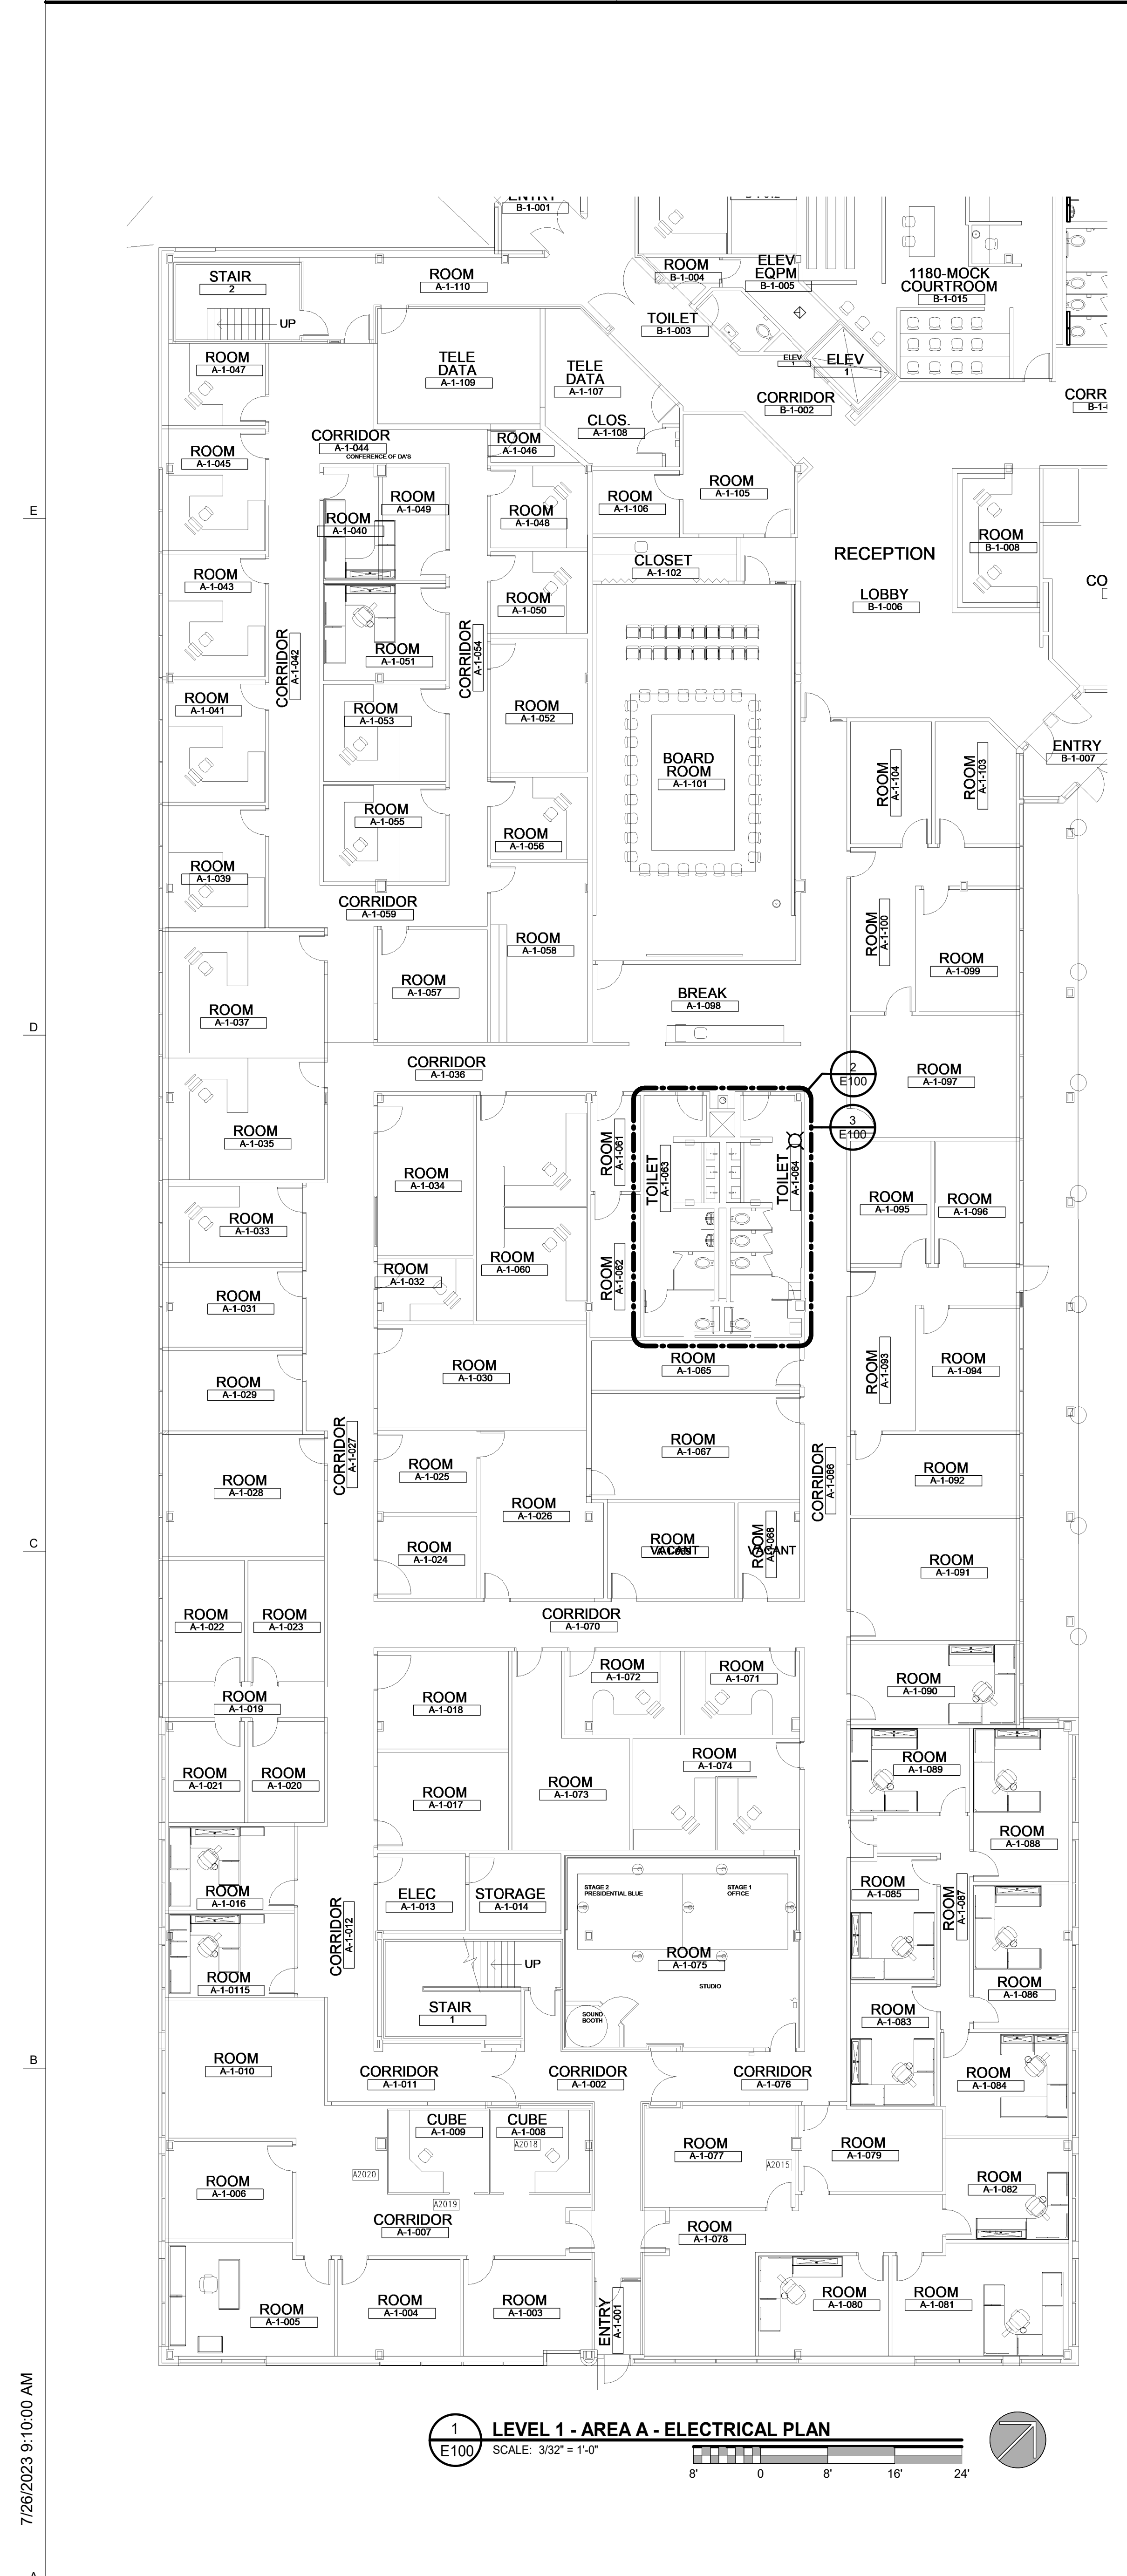 ENTRY
B-1-001
ROOM
B-1-004
ELEV
EQPM
B-1-005
1180-MOCK
COURTROOM
B-1-015
STAIR
2
UP
ROOM
A-1-110
TOILET
B-1-003
ELEV
1
ELEV
1
CORRIDOR
B-1-002
ROOM
A-1-047
TELE
DATA
A-1-109
TELE
DATA
A-1-107
CLOS.
A-1-108
CORRIDOR
A-1-044
CONFERENCE OF DA'S
ROOM
A-1-046
ROOM
A-1-045
ROOM
A-1-040
ROOM
A-1-049
ROOM
A-1-048
ROOM
A-1-106
ROOM
A-1-105
E
RECEPTION
ROOM
B-1-008
CLOSET
A-1-102
LOBBY
B-1-006
ROOM
A-1-043
ROOM
A-1-050
CORRIDOR
A-1-042
ROOM
A-1-051
CORRIDOR
A-1-054
ROOM
A-1-041
ROOM
A-1-053
ROOM
A-1-052
BOARD
ROOM
A-1-101
ROOM
A-1-104
ROOM
A-1-103
ENTRY
B-1-007
ROOM
A-1-055
ROOM
A-1-056
ROOM
A-1-039
CORRIDOR
A-1-059
ROOM
A-1-100
ROOM
A-1-058
ROOM
A-1-099
ROOM
A-1-057
BREAK
A-1-098
ROOM
A-1-037
D
CORRIDOR
A-1-036
2
E100
ROOM
A-1-097
3
E100
ROOM
A-1-035
ROOM
A-1-034
ROOM
A-1-061
TOILET
A-1-063
TOILET
A-1-064
ROOM
A-1-095
ROOM
A-1-096
ROOM
A-1-033
ROOM
A-1-032
ROOM
A-1-060
ROOM
A-1-062
ROOM
A-1-031
ROOM
A-1-029
ROOM
A-1-030
ROOM
A-1-065
ROOM
A-1-093
ROOM
A-1-094
CORRIDOR
A-1-027
ROOM
A-1-028
ROOM
A-1-025
ROOM
A-1-067
CORRIDOR
A-1-066
ROOM
A-1-092
ROOM
A-1-026
C
ROOM
A-1-024
ROOM
VACANT
ROOM
A-1-068
VACANT
ROOM
A-1-091
ROOM
A-1-022
ROOM
A-1-023
CORRIDOR
A-1-070
ROOM
A-1-019
ROOM
A-1-018
ROOM
A-1-072
ROOM
A-1-071
ROOM
A-1-090
ROOM
A-1-021
ROOM
A-1-020
ROOM
A-1-017
ROOM
A-1-073
ROOM
A-1-074
ROOM
A-1-089
ROOM
A-1-088
ROOM
A-1-016
ELEC
A-1-013
STORAGE
A-1-014
STAGE 2
PRESIDENTIAL BLUE
STAGE 1
OFFICE
ROOM
A-1-085
ROOM
A-1-087
CORRIDOR
A-1-012
ROOM
A-1-0115
UP
ROOM
A-1-075
STUDIO
ROOM
A-1-086
STAIR
1
SOUND
BOOTH
ROOM
A-1-083
B
ROOM
A-1-010
CORRIDOR
A-1-011
CORRIDOR
A-1-002
CORRIDOR
A-1-076
ROOM
A-1-084
CUBE
A-1-009
CUBE
A-1-008
A2018
ROOM
A-1-077
ROOM
A-1-079
A2015
A2020
ROOM
A-1-006
ROOM
A-1-082
A2019
CORRIDOR
A-1-007
ROOM
A-1-078
ROOM
A-1-005
ROOM
A-1-004
ROOM
A-1-003
ENTRY
A-1-001
ROOM
A-1-080
ROOM
A-1-081
7/26/2023 9:10:00 AM
1
E100
LEVEL 1 - AREA A - ELECTRICAL PLAN
SCALE: 3/32" = 1'-0"
8' 0 8' 16' 24'